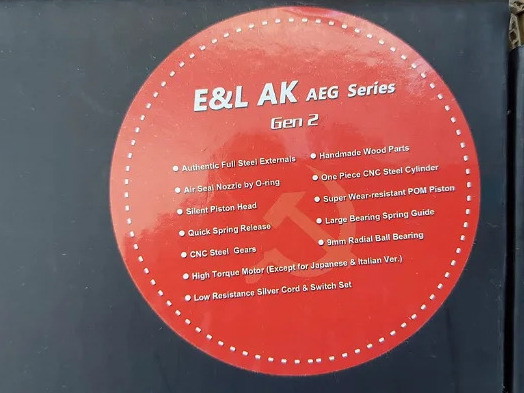 E&L AK AEG Series
Gen 2
Authentic Full Steel Externals
Air Seal Nozzle by O-ring
Silent Piston Head
Quick Spring Release
CNC Steel Gears
High Torque Motor (Except for Japanese & Italian Ver.)
Low Resistance Silver Cord & Switch Set
Handmade Wood Parts
One Piece CNC Steel Cylinder
Super Wear-resistant POM Piston
Large Bearing Spring Guide
9mm Radial Ball Bearing